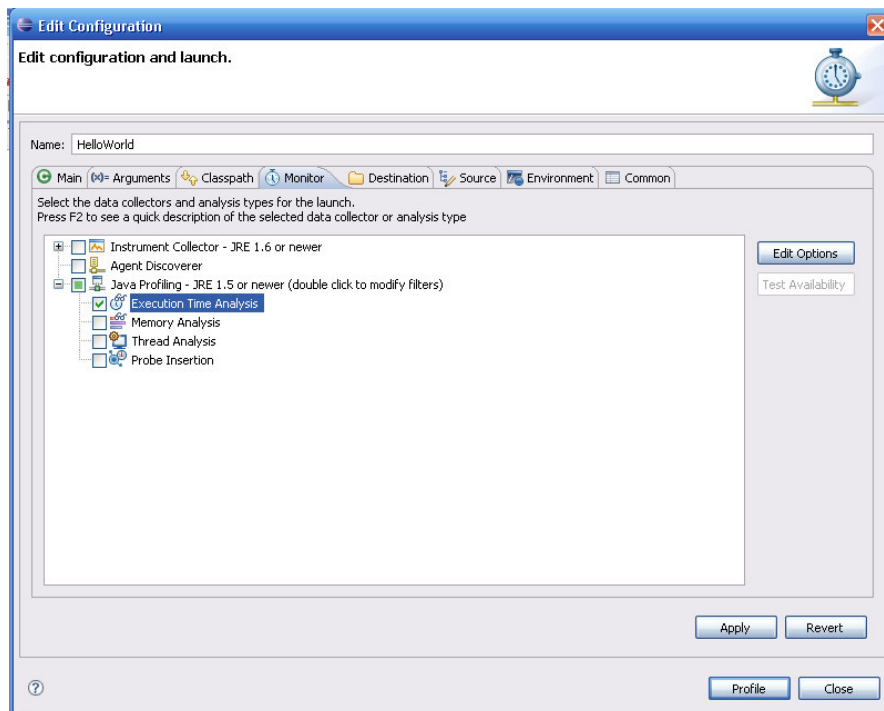 Edit Configuration
Edit configuration and launch.
Name: HelloWorld
Main (x)= Arguments Classpath Monitor Destination Source Environment Common
Select the data collectors and analysis types for the launch.
Press F2 to see a quick description of the selected data collector or analysis type
Instrument Collector - JRE 1.6 or newer
Edit Options
Agent Discoverer
Java Profiling - JRE 1.5 or newer (double click to modify filters)
Test Availability
Execution Time Analysis
Memory Analysis
Thread Analysis
Probe Insertion
Apply Revert
Profile Close